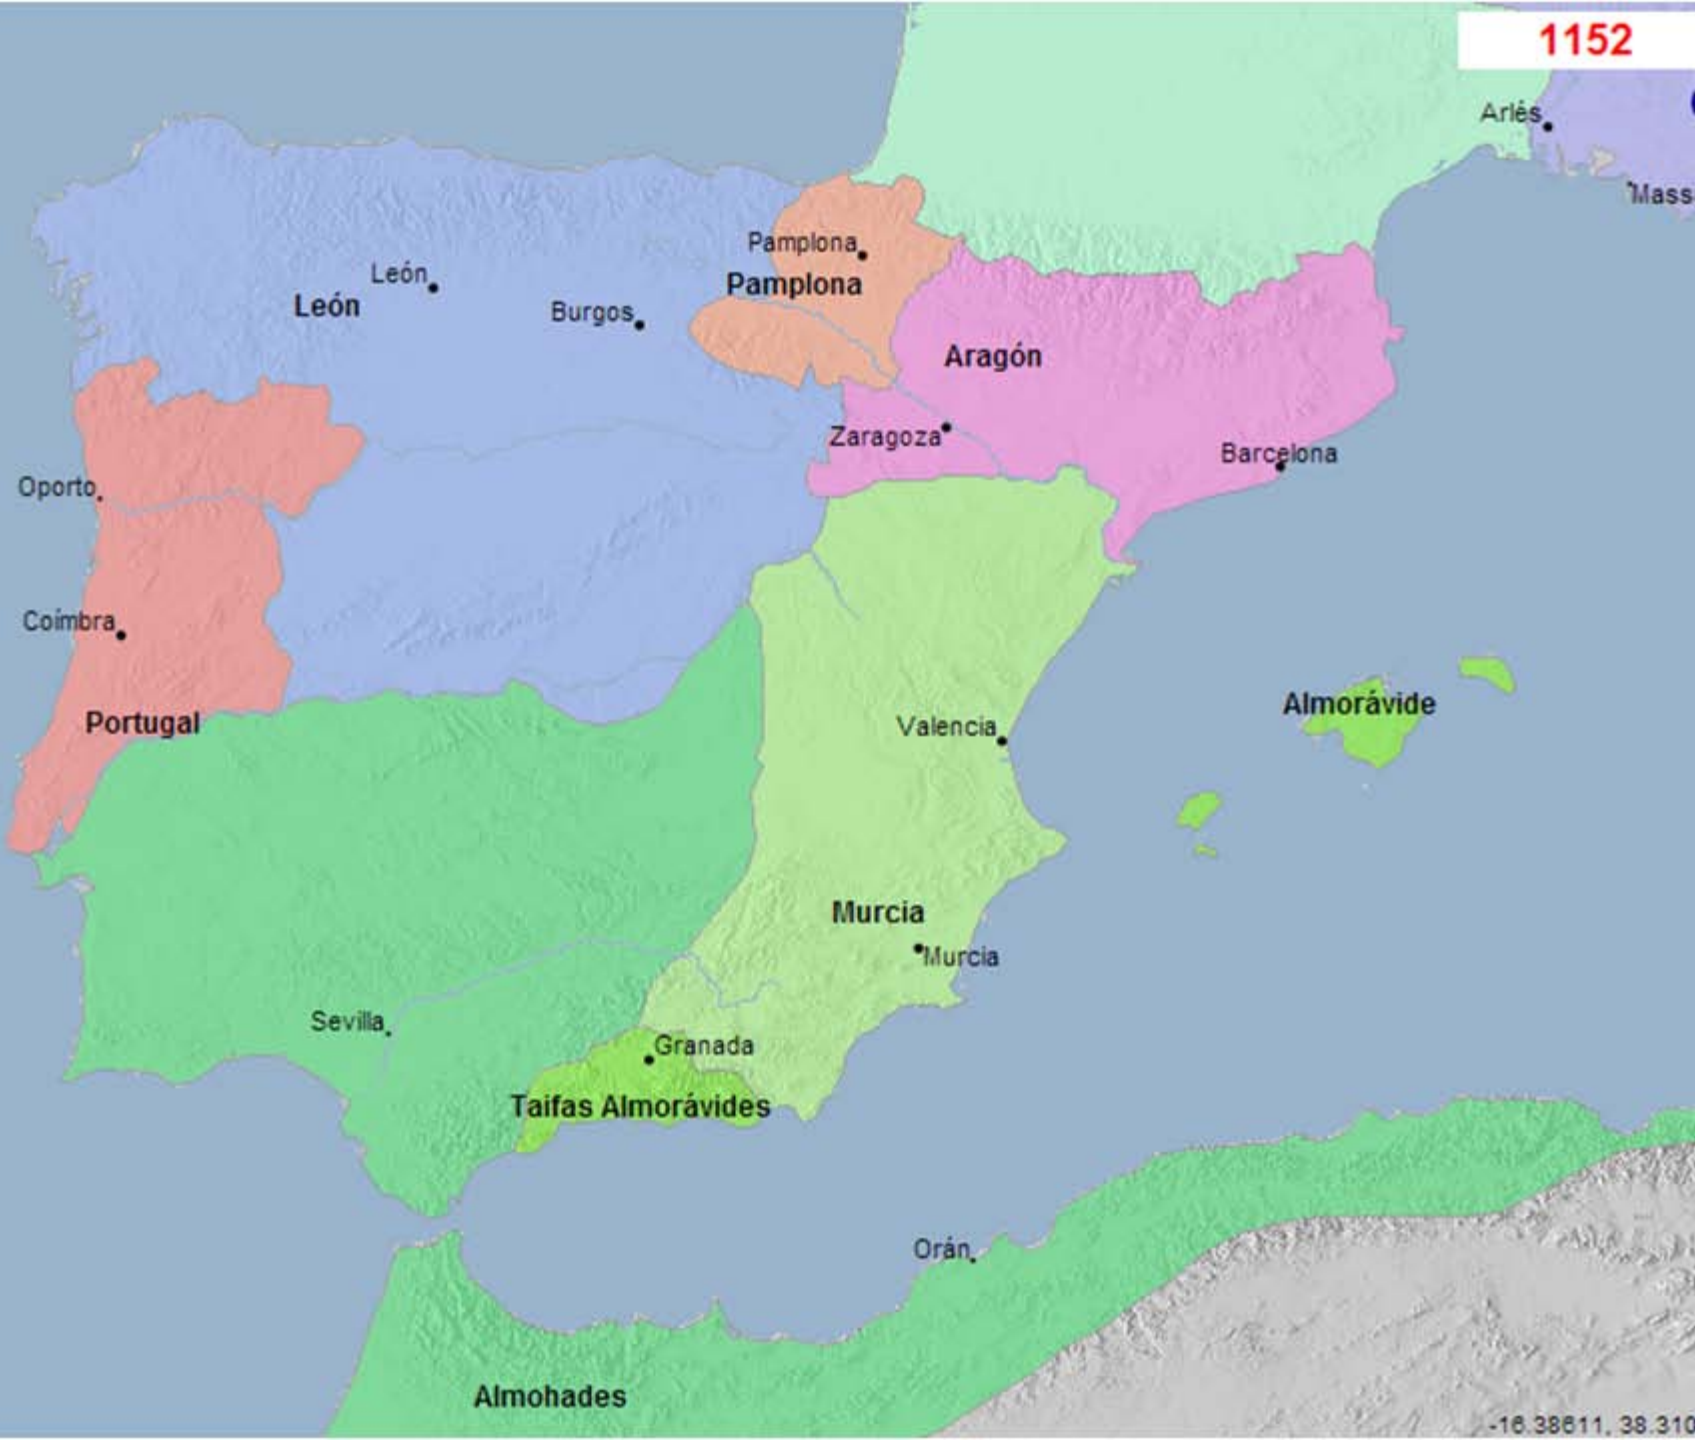 1152
Arlés
Mass
Pamplona
Pamplona
León
León
Burgos
Aragón
Zaragoza
Barcelona
Oporto
Coímbra
Portugal
Valencia
Almorávide
Murcia
Murcia
Sevilla
Granada
Taifas Almorávides
Orán
Almohades
-16.38611, 38.310